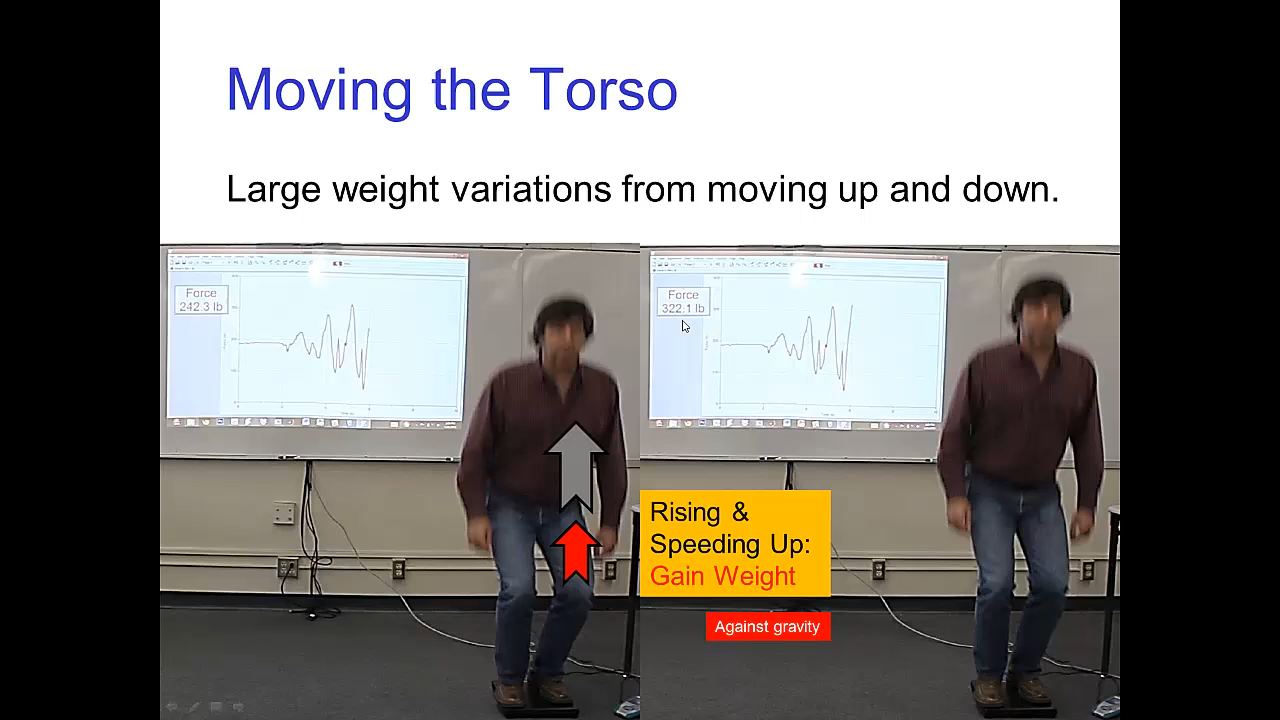 Moving the Torso
Large weight variations from moving up and down.
Force
242.3 lb
Force
322.1 lb
Rising &
Speeding Up:
Gain Weight
Against gravity